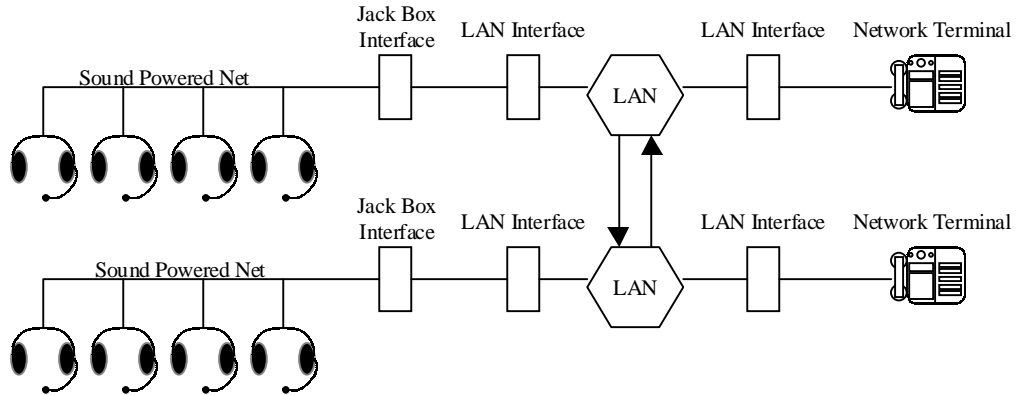 Jack Box
Interface
LAN Interface
LAN Interface
Network Terminal
Sound Powered Net
LAN
Jack Box
Interface
LAN Interface
LAN Interface
Network Terminal
Sound Powered Net
LAN